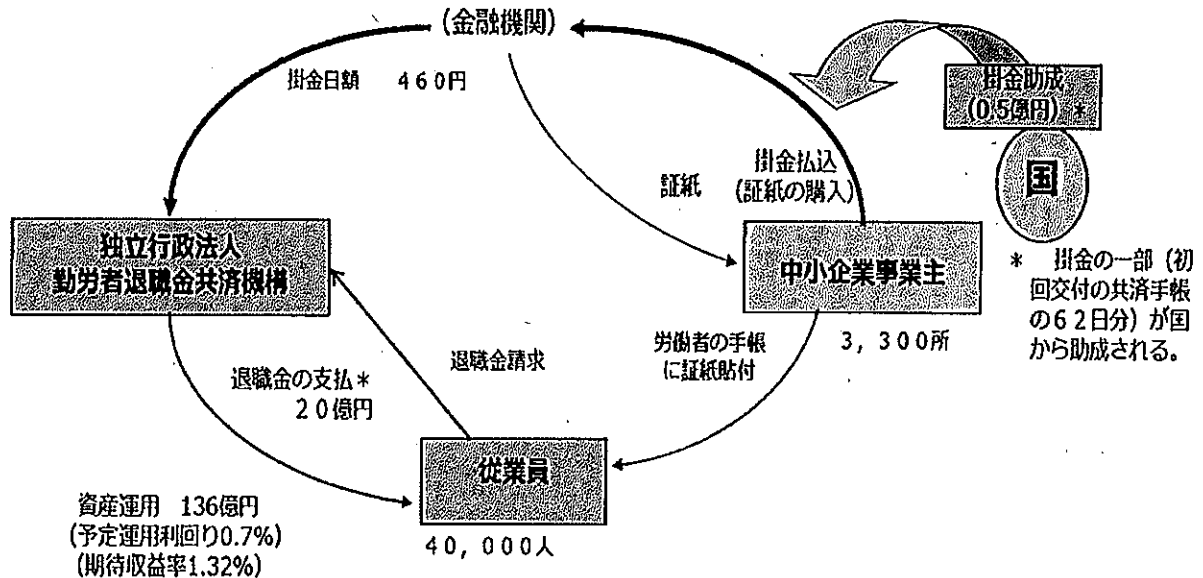 (金融機関)
掛金日額 460円
掛金助成
(0.5億円) *
国
証紙
掛金払込
(証紙の購入)
独立行政法人
勤労者退職金共済機構
中小企業事業主
3,300所
* 掛金の一部(初
回交付の共済手帳
の62日分)が国
から助成される。
労働者の手帳
に証紙貼付
退職金請求
退職金の支払*
20億円
従業員
40,000人
資産運用 136億円
(予定運用利回り0.7%)
(期待収益率1.32%)